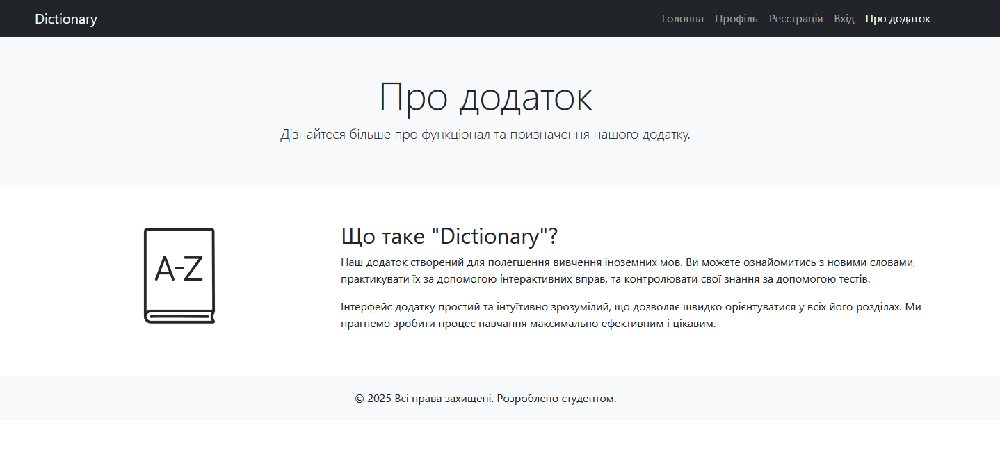 Dictionary
Головна Профіль Реєстрація Вхід Про додаток
Про додаток
Дізнайтеся більше про функціонал та призначення нашого додатку.
A-Z
Що таке "Dictionary"?
Наш додаток створений для полегшення вивчення іноземних мов. Ви можете ознайомитись з новими словами,
практикувати їх за допомогою інтерактивних вправ, та контролювати свої знання за допомогою тестів.
Інтерфейс додатку простий та інтуїтивно зрозумілий, що дозволяє швидко орієнтуватися у всіх його розділах. Ми
прагнемо зробити процес навчання максимально ефективним і цікавим.
© 2025 Всі права захищені. Розроблено студентом.